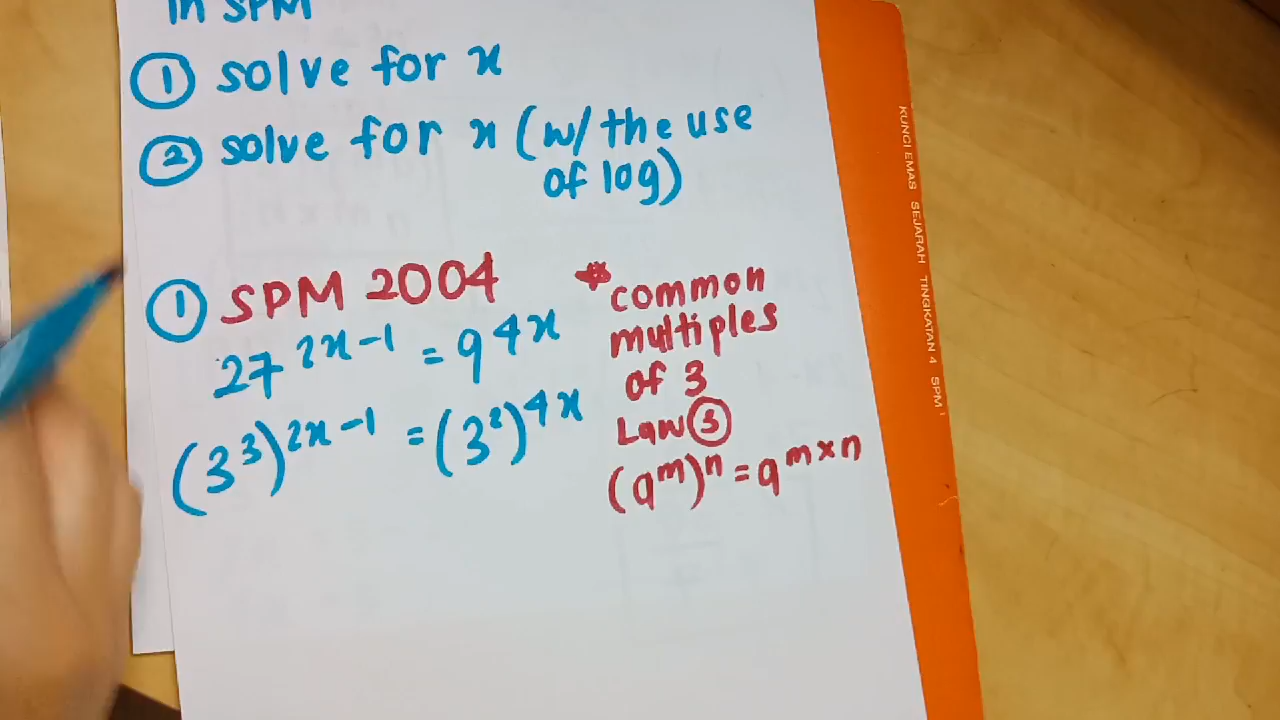 in SPM
① solve for x
② solve for x (w/ the use
of log)
① SPM 2004
27^{2x-1} = 9^{4x}
(3^3)^{2x-1} = (3^2)^{4x}
* common
multiples
of 3
Law ③
(a^m)^n = a^{m×n}
KUNCI EMAS SEJARAH TINGKATAN 4 SPM